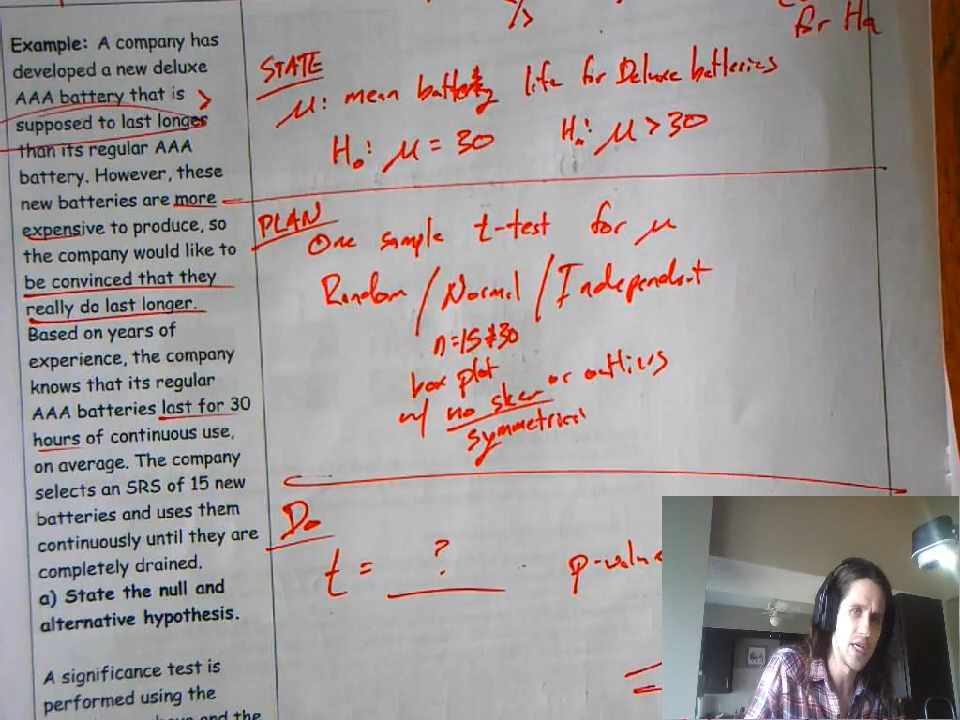 Example: A company has
developed a new deluxe
AAA battery that is
supposed to last longer
than its regular AAA
battery. However, these
new batteries are more
expensive to produce, so
the company would like to
be convinced that they
really do last longer.
Based on years of
experience, the company
knows that its regular
AAA batteries last for 30
hours of continuous use,
on average. The company
selects an SRS of 15 new
batteries and uses them
continuously until they are
completely drained.
a) State the null and
alternative hypothesis.
A significance test is
performed using the
for Ha
STATE
μ: mean battery life for Deluxe batteries
H₀: μ = 30 Hₐ: μ > 30
PLAN
One sample t-test for μ
Random / Normal / Independent
n=15≱30
box plot
w/ no skew or outliers
symmetrical
Do
t = ? p-value
=